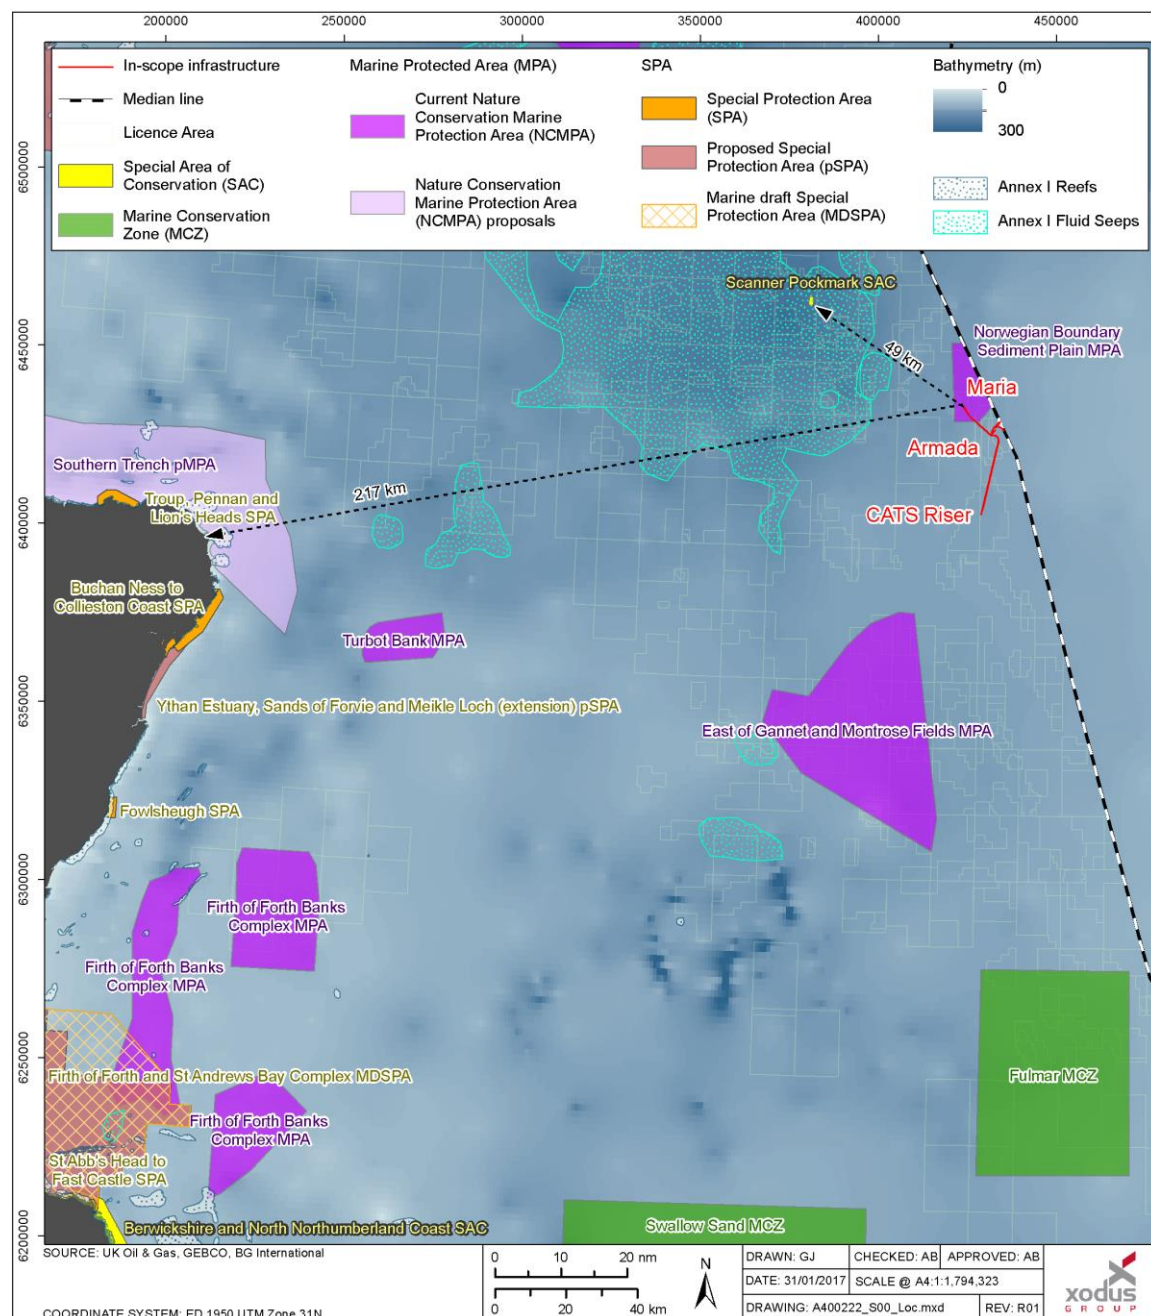 200000 250000 300000 350000 400000 450000
In-scope infrastructure
Median line
Licence Area
Special Area of
Conservation (SAC)
Marine Conservation
Zone (MCZ)
Marine Protected Area (MPA)
Current Nature
Conservation Marine
Protection Area (NCMPA)
Nature Conservation
Marine Protection Area
(NCMPA) proposals
SPA
Special Protection Area
(SPA)
Proposed Special
Protection Area (pSPA)
Marine draft Special
Protection Area (MDSPA)
Bathymetry (m)
0
300
Annex I Reefs
Annex I Fluid Seeps
6500000
6450000
6400000
6350000
6300000
6250000
6200000
Scanner Pockmark SAC
49 km
Norwegian Boundary
Sediment Plain MPA
Maria
Armada
CATS Riser
217 km
Southern Trench pMPA
Troup, Pennan and
Lion's Heads SPA
Buchan Ness to
Collieston Coast SPA
Turbot Bank MPA
Ythan Estuary, Sands of Forvie and Meikle Loch (extension) pSPA
East of Gannet and Montrose Fields MPA
Fowlsheugh SPA
Firth of Forth Banks
Complex MPA
Firth of Forth Banks
Complex MPA
Firth of Forth and St Andrews Bay Complex MDSPA
Fulmar MCZ
Firth of Forth Banks
Complex MPA
St Abb's Head to
Fast Castle SPA
Swallow Sand MCZ
Berwickshire and North Northumberland Coast SAC
SOURCE: UK Oil & Gas, GEBCO, BG International
COORDINATE SYSTEM: ED 1950 UTM Zone 31N
0 10 20 nm
0 20 40 km
N
DRAWN: GJ CHECKED: AB APPROVED: AB
DATE: 31/01/2017 SCALE @ A4:1:1,794,323
DRAWING: A400222_S00_Loc.mxd REV: R01
xodus
GROUP